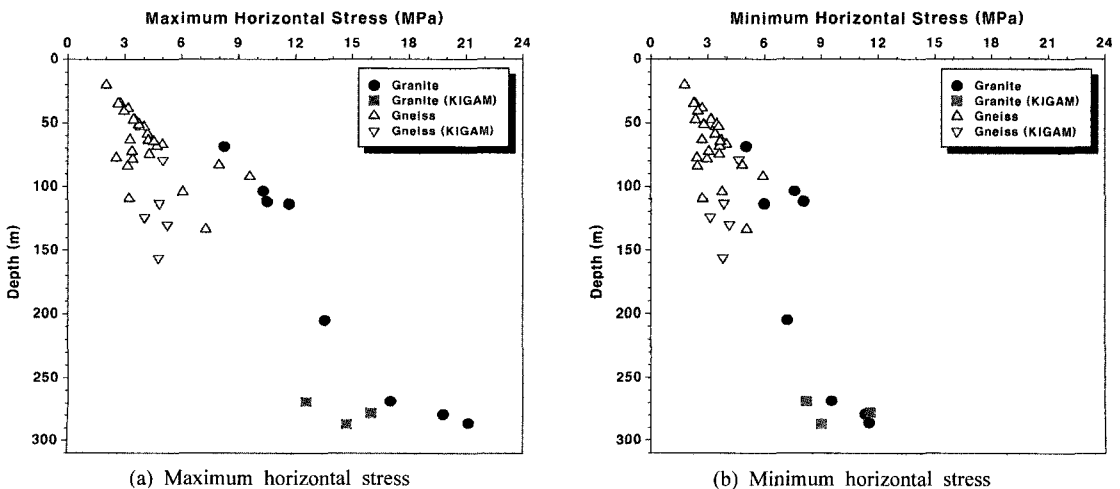 Maximum Horizontal Stress (MPa)
0 3 6 9 12 15 18 21 24
0
50
100
150
200
250
300
Depth (m)
Granite
Granite (KIGAM)
Gneiss
Gneiss (KIGAM)
(a) Maximum horizontal stress
Minimum Horizontal Stress (MPa)
0 3 6 9 12 15 18 21 24
0
50
100
150
200
250
300
Depth (m)
Granite
Granite (KIGAM)
Gneiss
Gneiss (KIGAM)
(b) Minimum horizontal stress